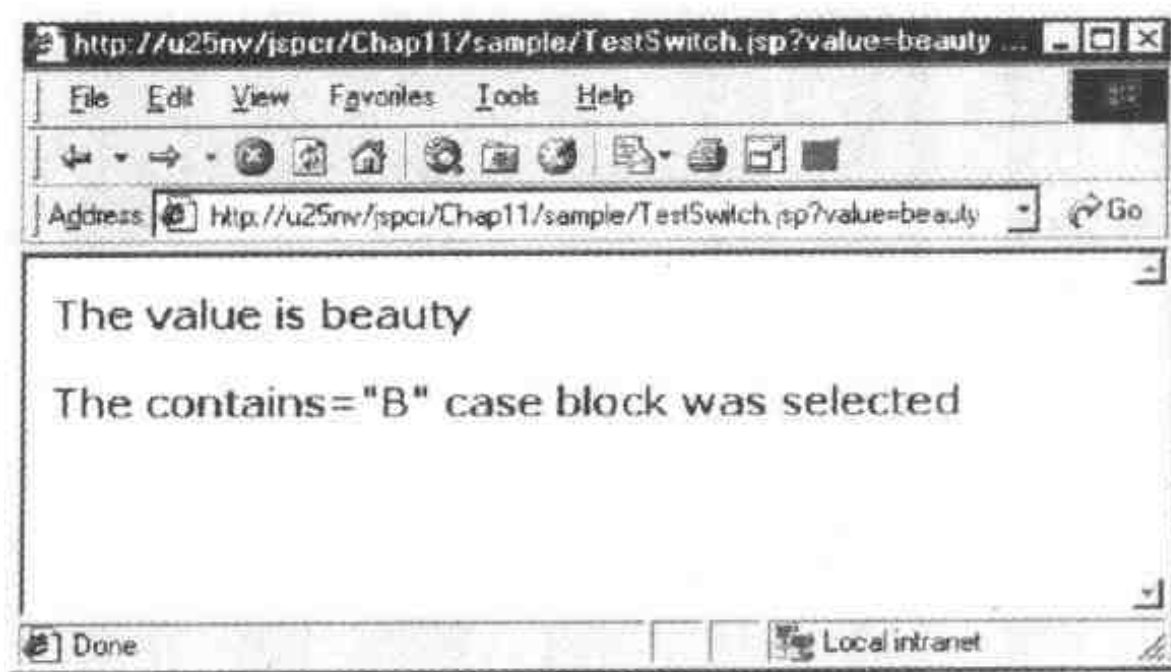 http://u25nv/jspcr/Chap11/sample/TestSwitch.jsp?value=beauty ...
File Edit View Favorites Tools Help
Address http://u25nv/jspcr/Chap11/sample/TestSwitch.jsp?value=beauty Go
The value is beauty
The contains="B" case block was selected
Done Local intranet